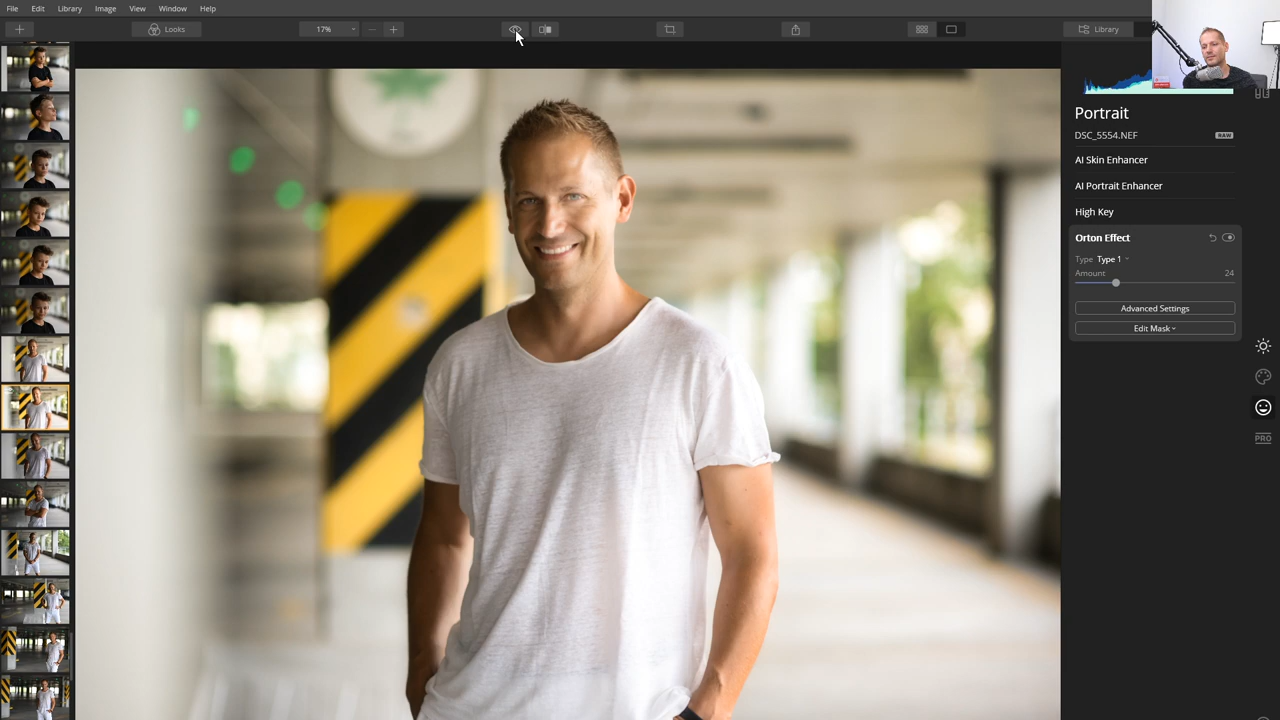 File Edit Library Image View Window Help
Looks
17%
Library
Portrait
DSC_5554.NEF
RAW
AI Skin Enhancer
AI Portrait Enhancer
High Key
Orton Effect
Type Type 1
Amount 24
Advanced Settings
Edit Mask
PRO